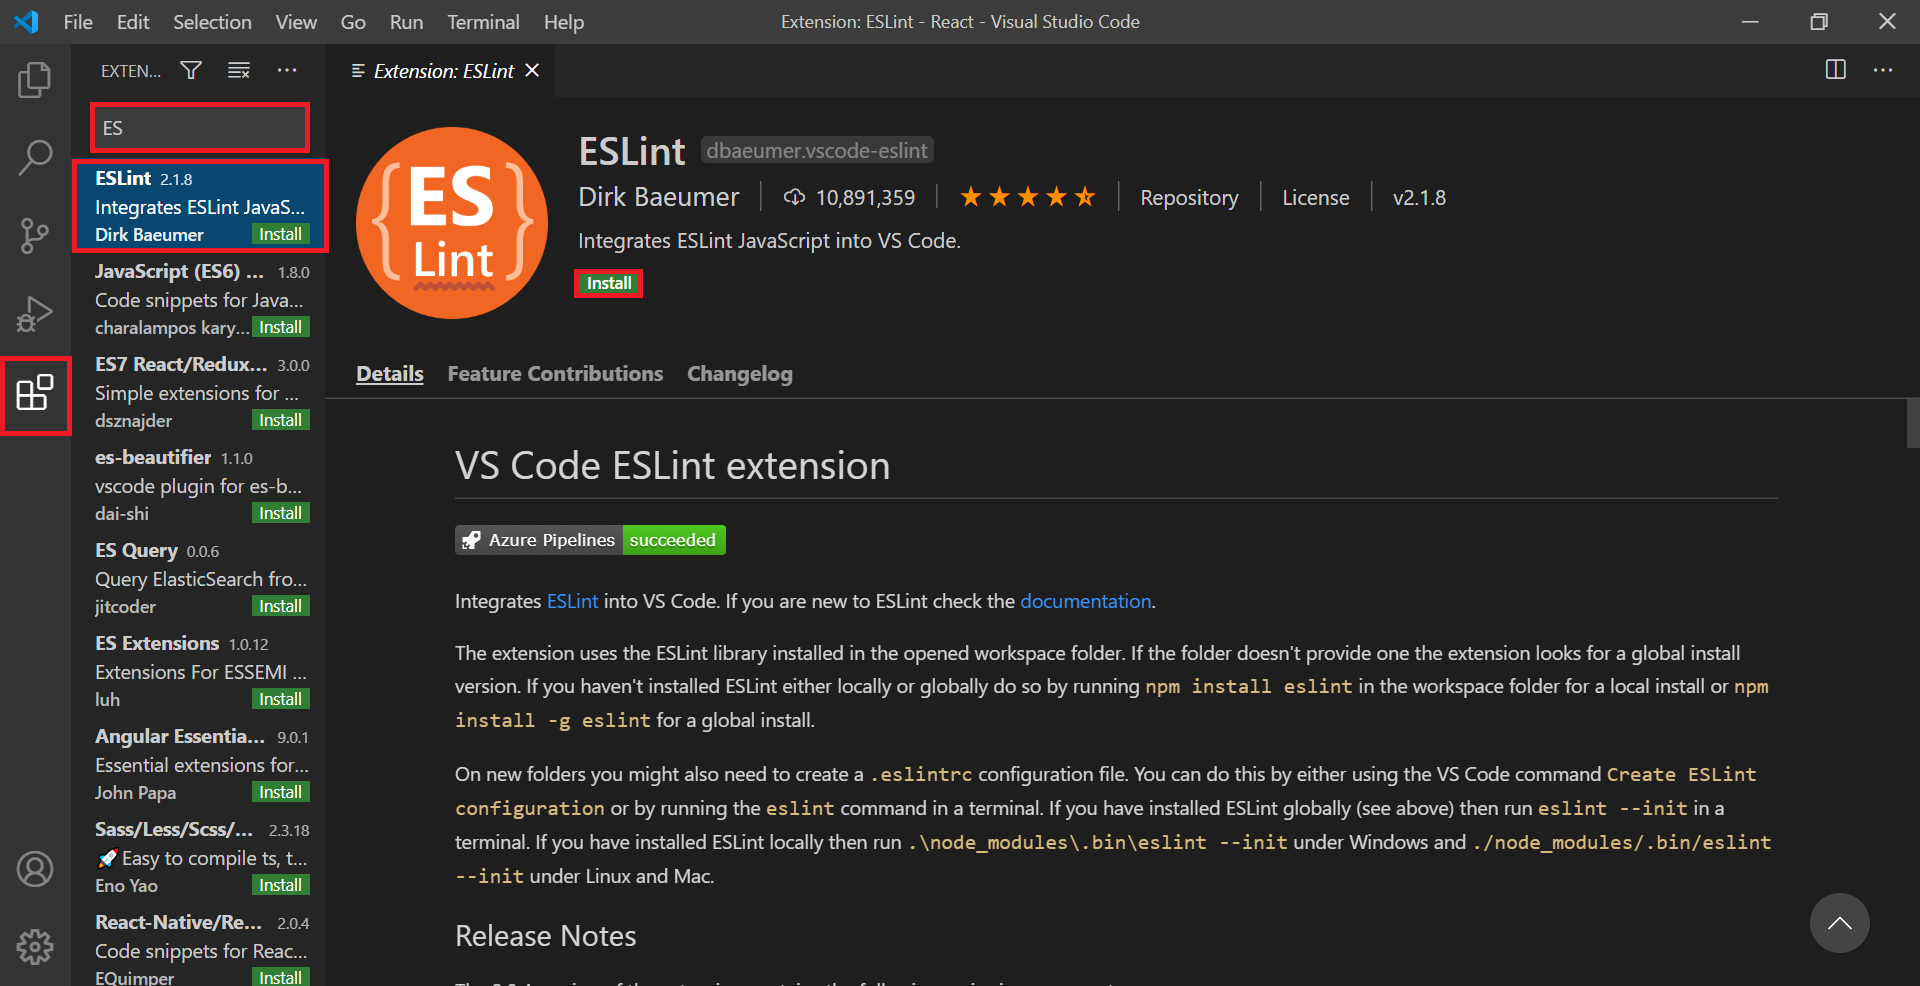 File Edit Selection View Go Run Terminal Help Extension: ESLint - React - Visual Studio Code
EXTEN...
ES
ESLint 2.1.8
Integrates ESLint JavaS...
Dirk Baeumer Install
JavaScript (ES6) ... 1.8.0
Code snippets for Java...
charalampos kary... Install
ES7 React/Redux... 3.0.0
Simple extensions for ...
dsznajder Install
es-beautifier 1.1.0
vscode plugin for es-b...
dai-shi Install
ES Query 0.0.6
Query ElasticSearch fro...
jitcoder Install
ES Extensions 1.0.12
Extensions For ESSEMI ...
luh Install
Angular Essentia... 9.0.1
Essential extensions for...
John Papa Install
Sass/Less/Scss/... 2.3.18
🚀Easy to compile ts, t...
Eno Yao Install
React-Native/Re... 2.0.4
Code snippets for Reac...
EQuimper Install
Extension: ESLint
{ES}
Lint
ESLint dbaeumer.vscode-eslint
Dirk Baeumer 10,891,359 Repository License v2.1.8
Integrates ESLint JavaScript into VS Code.
Install
Details Feature Contributions Changelog
VS Code ESLint extension
Azure Pipelines succeeded
Integrates ESLint into VS Code. If you are new to ESLint check the documentation.
The extension uses the ESLint library installed in the opened workspace folder. If the folder doesn't provide one the extension looks for a global install
version. If you haven't installed ESLint either locally or globally do so by running npm install eslint in the workspace folder for a local install or npm
install -g eslint for a global install.
On new folders you might also need to create a .eslintrc configuration file. You can do this by either using the VS Code command Create ESLint
configuration or by running the eslint command in a terminal. If you have installed ESLint globally (see above) then run eslint --init in a
terminal. If you have installed ESLint locally then run .\node_modules\.bin\eslint --init under Windows and ./node_modules/.bin/eslint
--init under Linux and Mac.
Release Notes